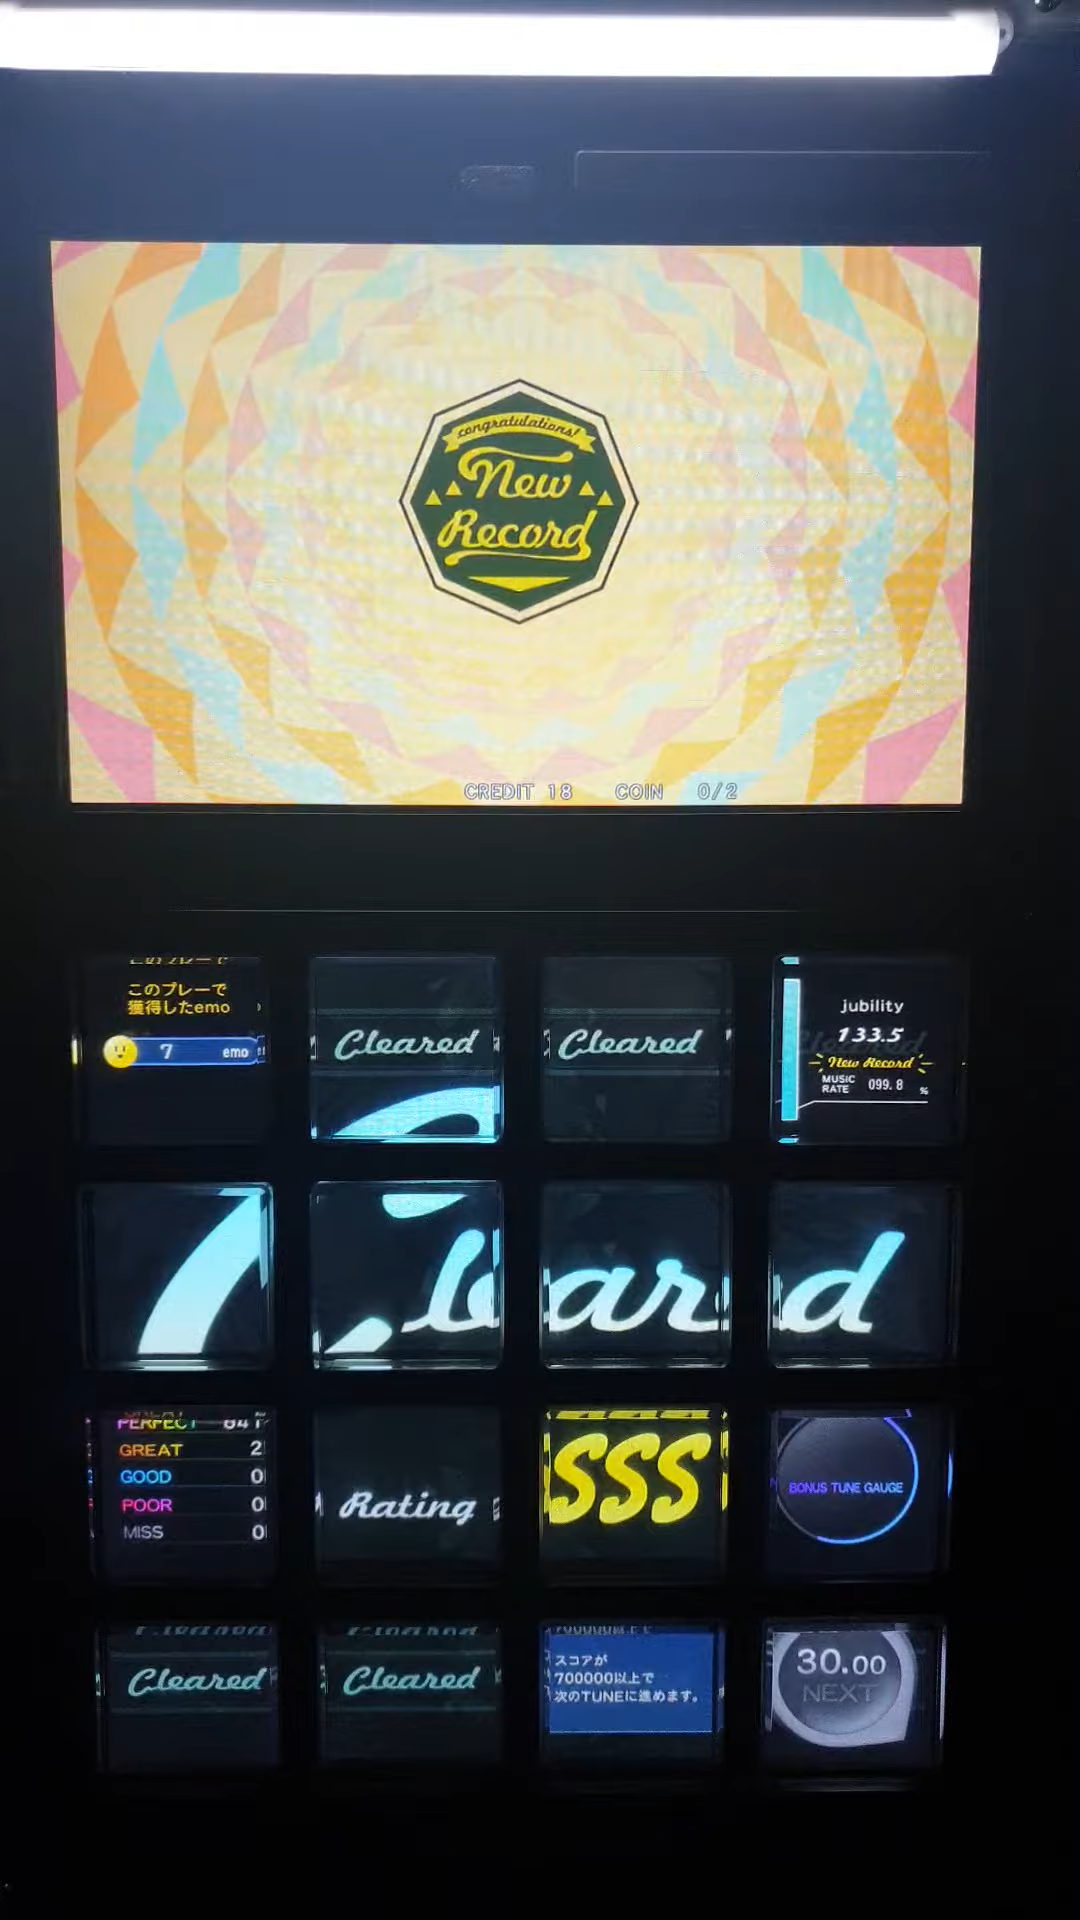 congratulations!
New
Record
CREDIT 18 COIN 0/2
このプレーで
獲得したemo
7 emo
Cleared
Cleared
jubility
133.5
New Record
MUSIC RATE 099.8 %
Cleared
PERFECT 841
GREAT 2
GOOD 0
POOR 0
MISS 0
Rating
SSS
BONUS TUNE GAUGE
Cleared
Cleared
スコアが
700000以上で
次のTUNEに進めます。
30.00
NEXT